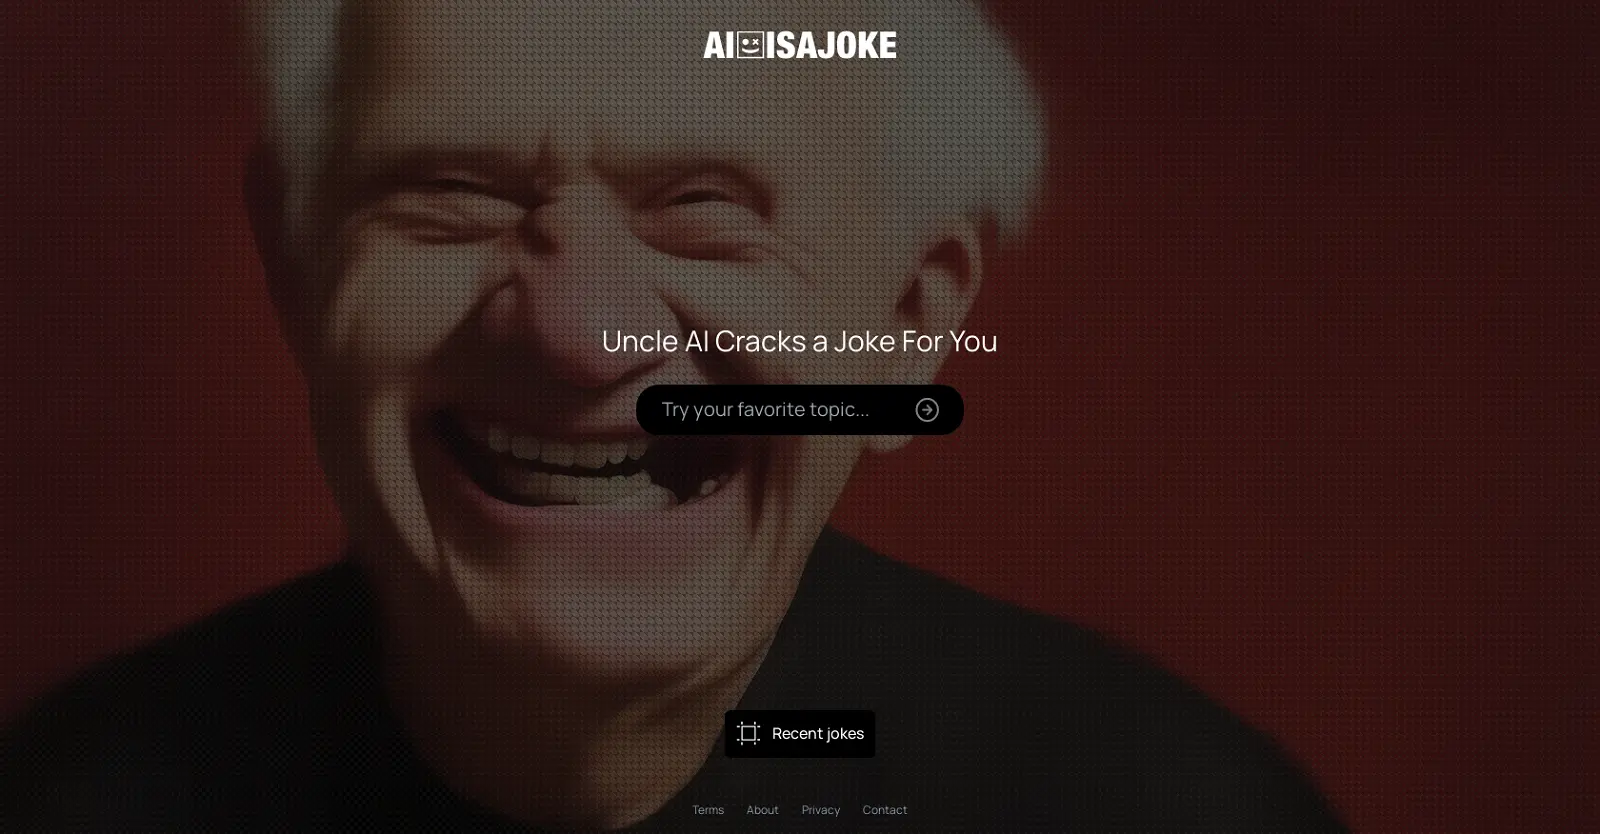 AI ISAJOKE
Uncle AI Cracks a Joke For You
Try your favorite topic...
Recent jokes
Terms About Privacy Contact